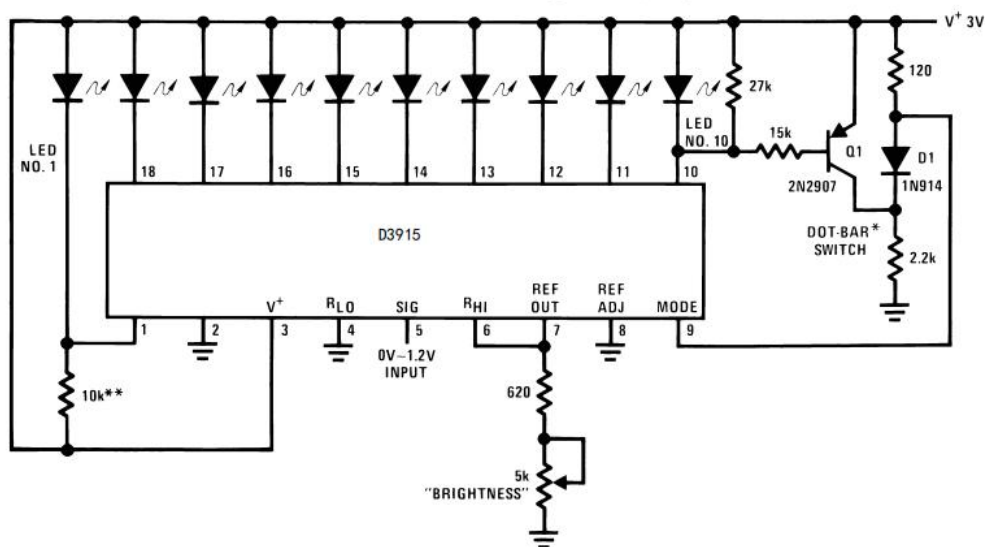 V⁺ 3V
120
27k
LED
NO. 1
LED
NO. 10
15k
Q1
D1
2N2907
1N914
18
17
16
15
14
13
12
11
10
DOT-BAR*
SWITCH
D3915
2.2k
V⁺
RLO
SIG
RHI
REF
OUT
REF
ADJ
MODE
1
2
3
4
5
6
7
8
9
0V–1.2V
INPUT
10k**
620
5k
"BRIGHTNESS"